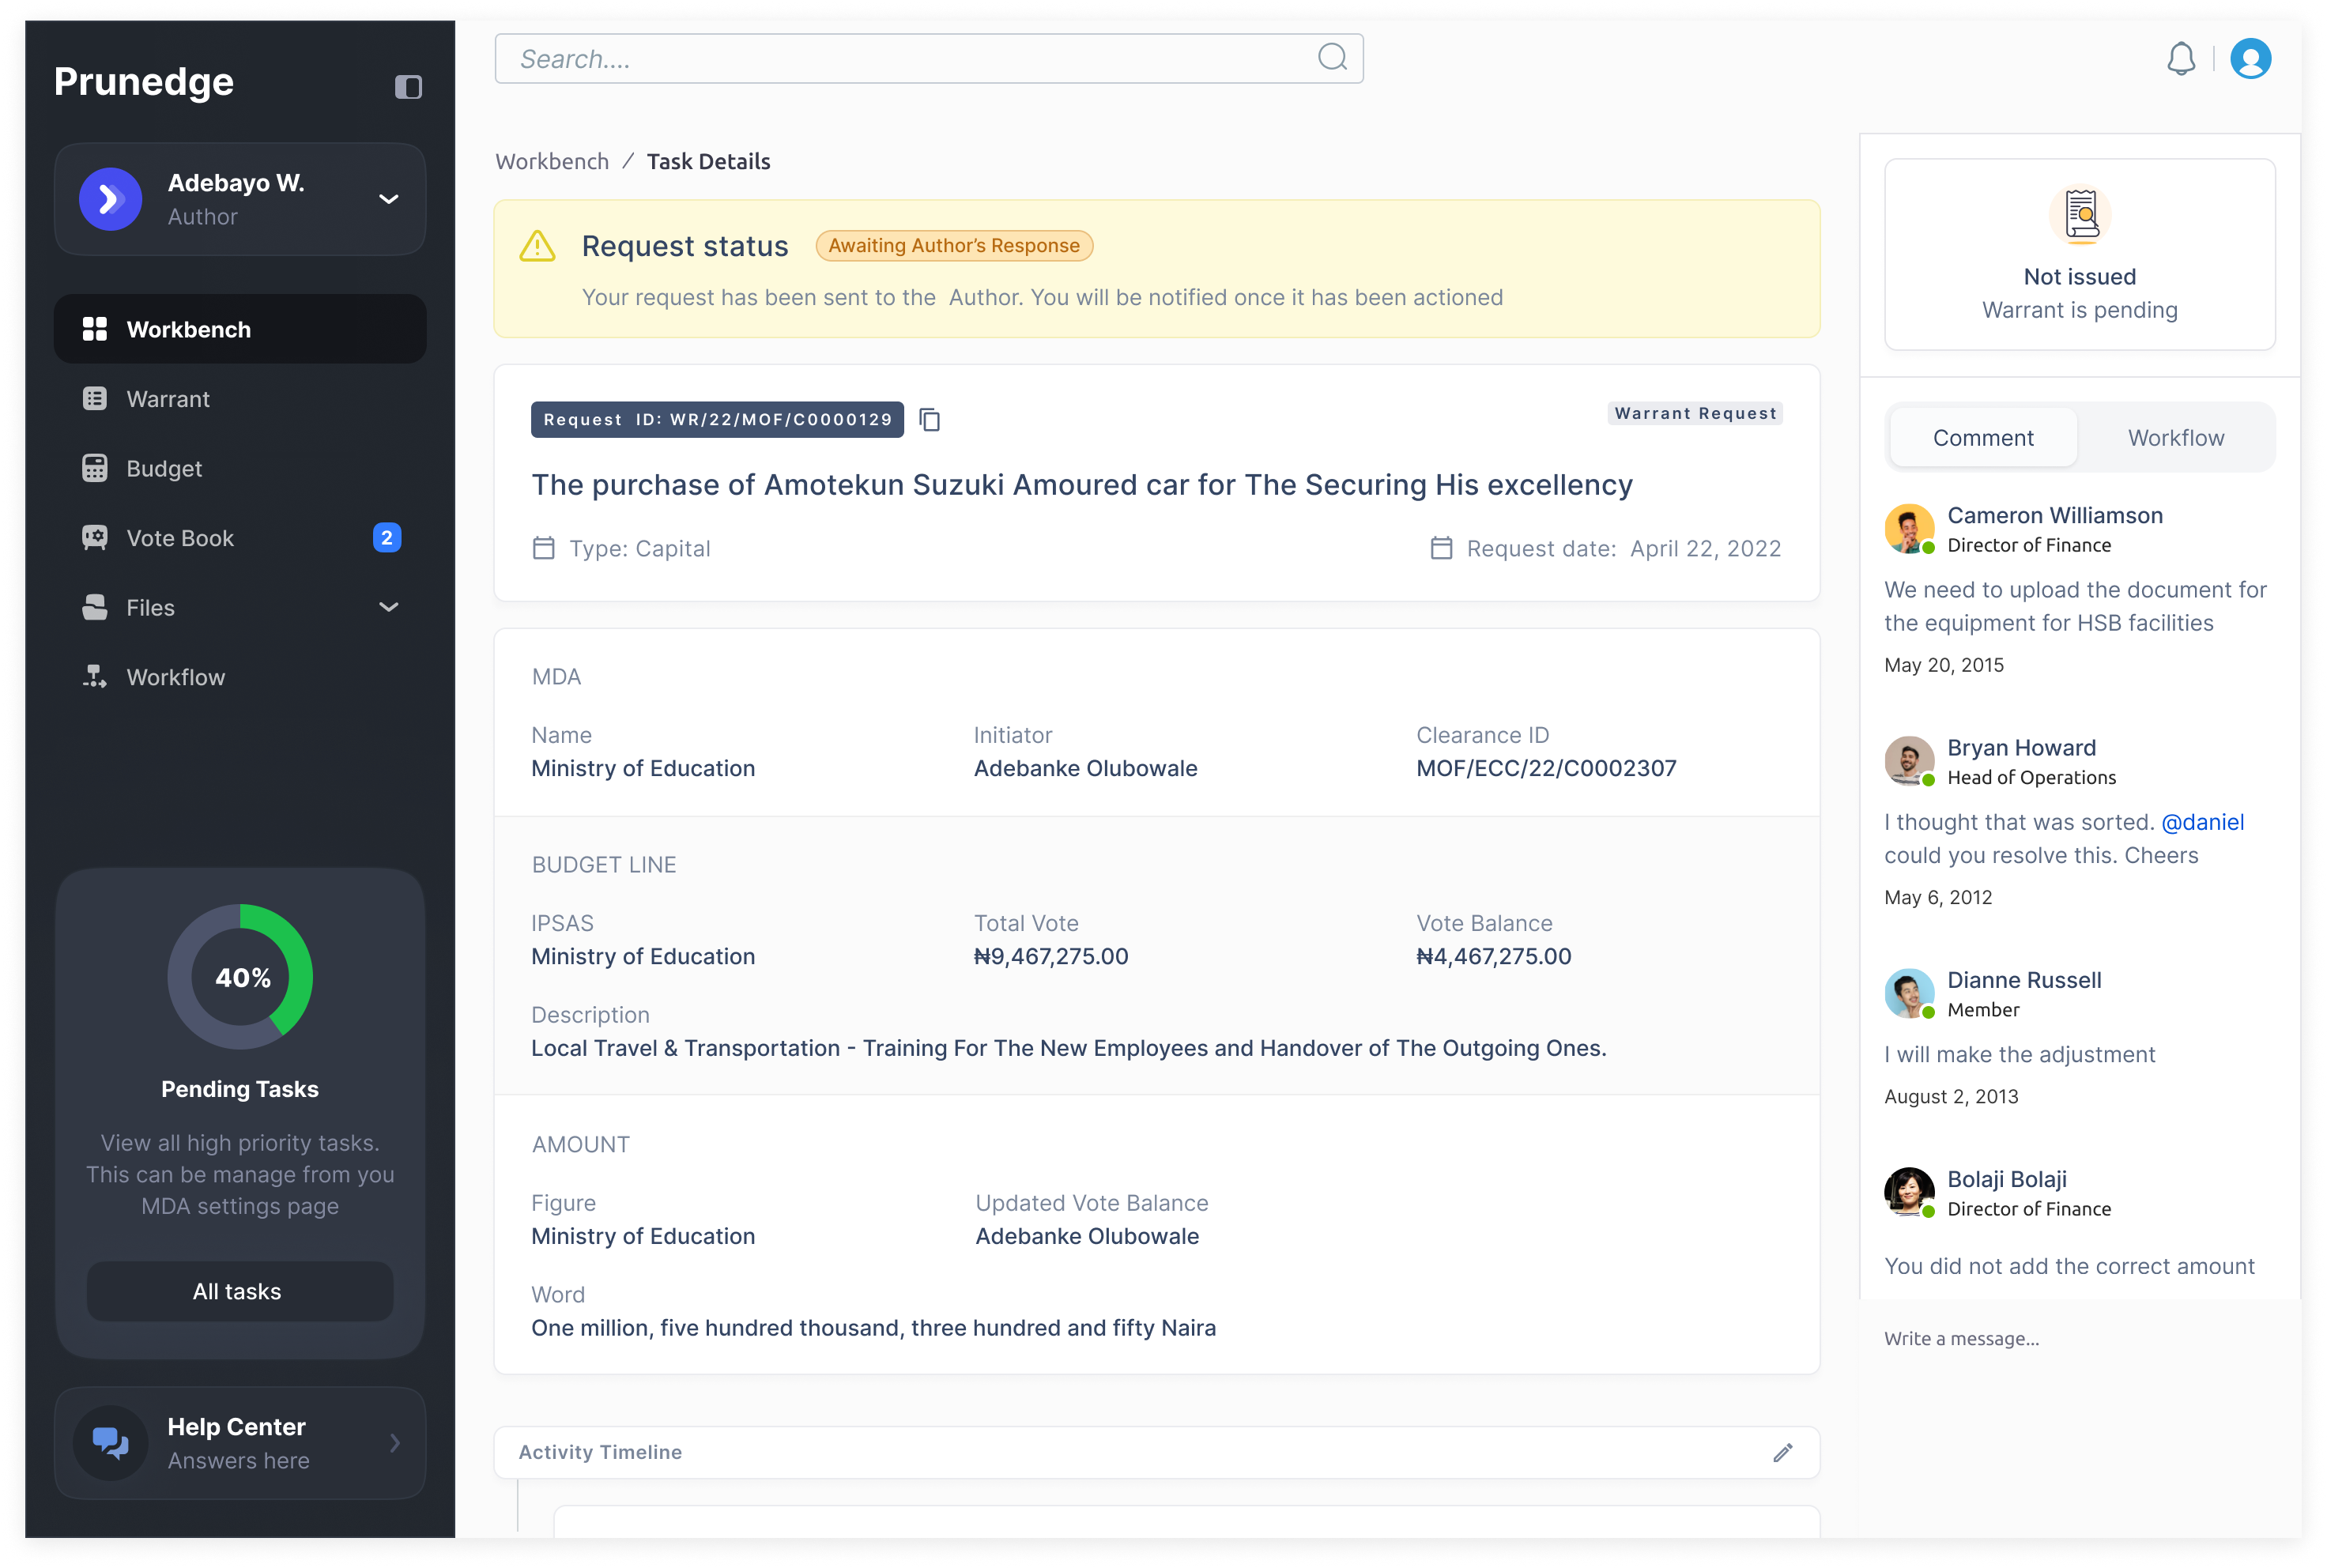 Prunedge
Adebayo W.
Author
Workbench
Warrant
Budget
Vote Book 2
Files
Workflow
40%
Pending Tasks
View all high priority tasks.
This can be manage from you
MDA settings page
All tasks
Help Center
Answers here
Search....
Workbench / Task Details
Request status Awaiting Author’s Response
Your request has been sent to the Author. You will be notified once it has been actioned
Request ID: WR/22/MOF/C0000129
Warrant Request
The purchase of Amotekun Suzuki Amoured car for The Securing His excellency
Type: Capital
Request date: April 22, 2022
MDA
Name
Ministry of Education
Initiator
Adebanke Olubowale
Clearance ID
MOF/ECC/22/C0002307
BUDGET LINE
IPSAS
Ministry of Education
Total Vote
₦9,467,275.00
Vote Balance
₦4,467,275.00
Description
Local Travel & Transportation - Training For The New Employees and Handover of The Outgoing Ones.
AMOUNT
Figure
Ministry of Education
Updated Vote Balance
Adebanke Olubowale
Word
One million, five hundred thousand, three hundred and fifty Naira
Activity Timeline
Not issued
Warrant is pending
Comment
Workflow
Cameron Williamson
Director of Finance
We need to upload the document for
the equipment for HSB facilities
May 20, 2015
Bryan Howard
Head of Operations
I thought that was sorted. @daniel
could you resolve this. Cheers
May 6, 2012
Dianne Russell
Member
I will make the adjustment
August 2, 2013
Bolaji Bolaji
Director of Finance
You did not add the correct amount
Write a message...